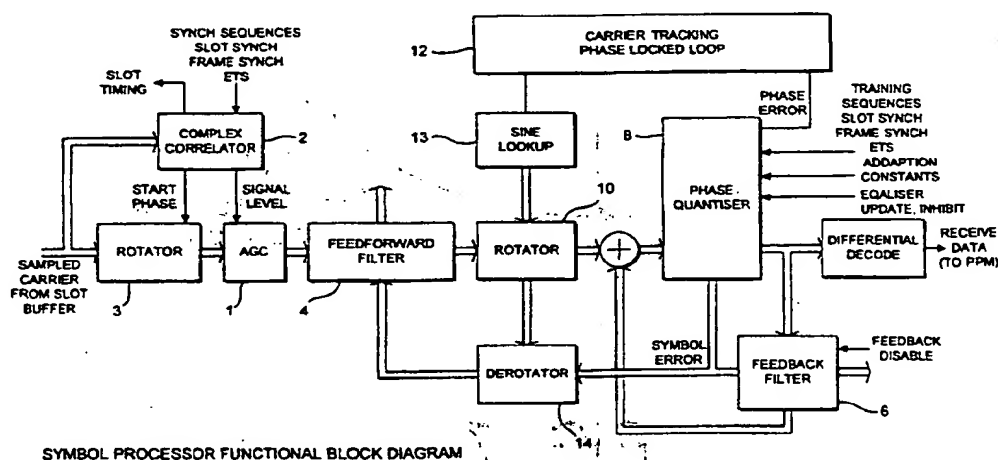 12
CARRIER TRACKING
PHASE LOCKED LOOP
SYNCH SEQUENCES
SLOT SYNCH
FRAME SYNCH
ETS
SLOT
TIMING
COMPLEX
CORRELATOR
2
START
PHASE
SIGNAL
LEVEL
13
SINE
LOOKUP
PHASE
ERROR
8
TRAINING
SEQUENCES
SLOT SYNCH
FRAME SYNCH
ETS
ADDAPTION
CONSTANTS
EQALISER
UPDATE, INHIBIT
PHASE
QUANTISER
10
SAMPLED
CARRIER
FROM SLOT
BUFFER
ROTATOR
3
AGC
1
FEEDFORWARD
FILTER
4
ROTATOR
+
DIFFERENTIAL
DECODE
RECEIVE
DATA
(TO PPM)
DEROTATOR
14
SYMBOL
ERROR
FEEDBACK
FILTER
FEEDBACK
DISABLE
6
SYMBOL PROCESSOR FUNCTIONAL BLOCK DIAGRAM